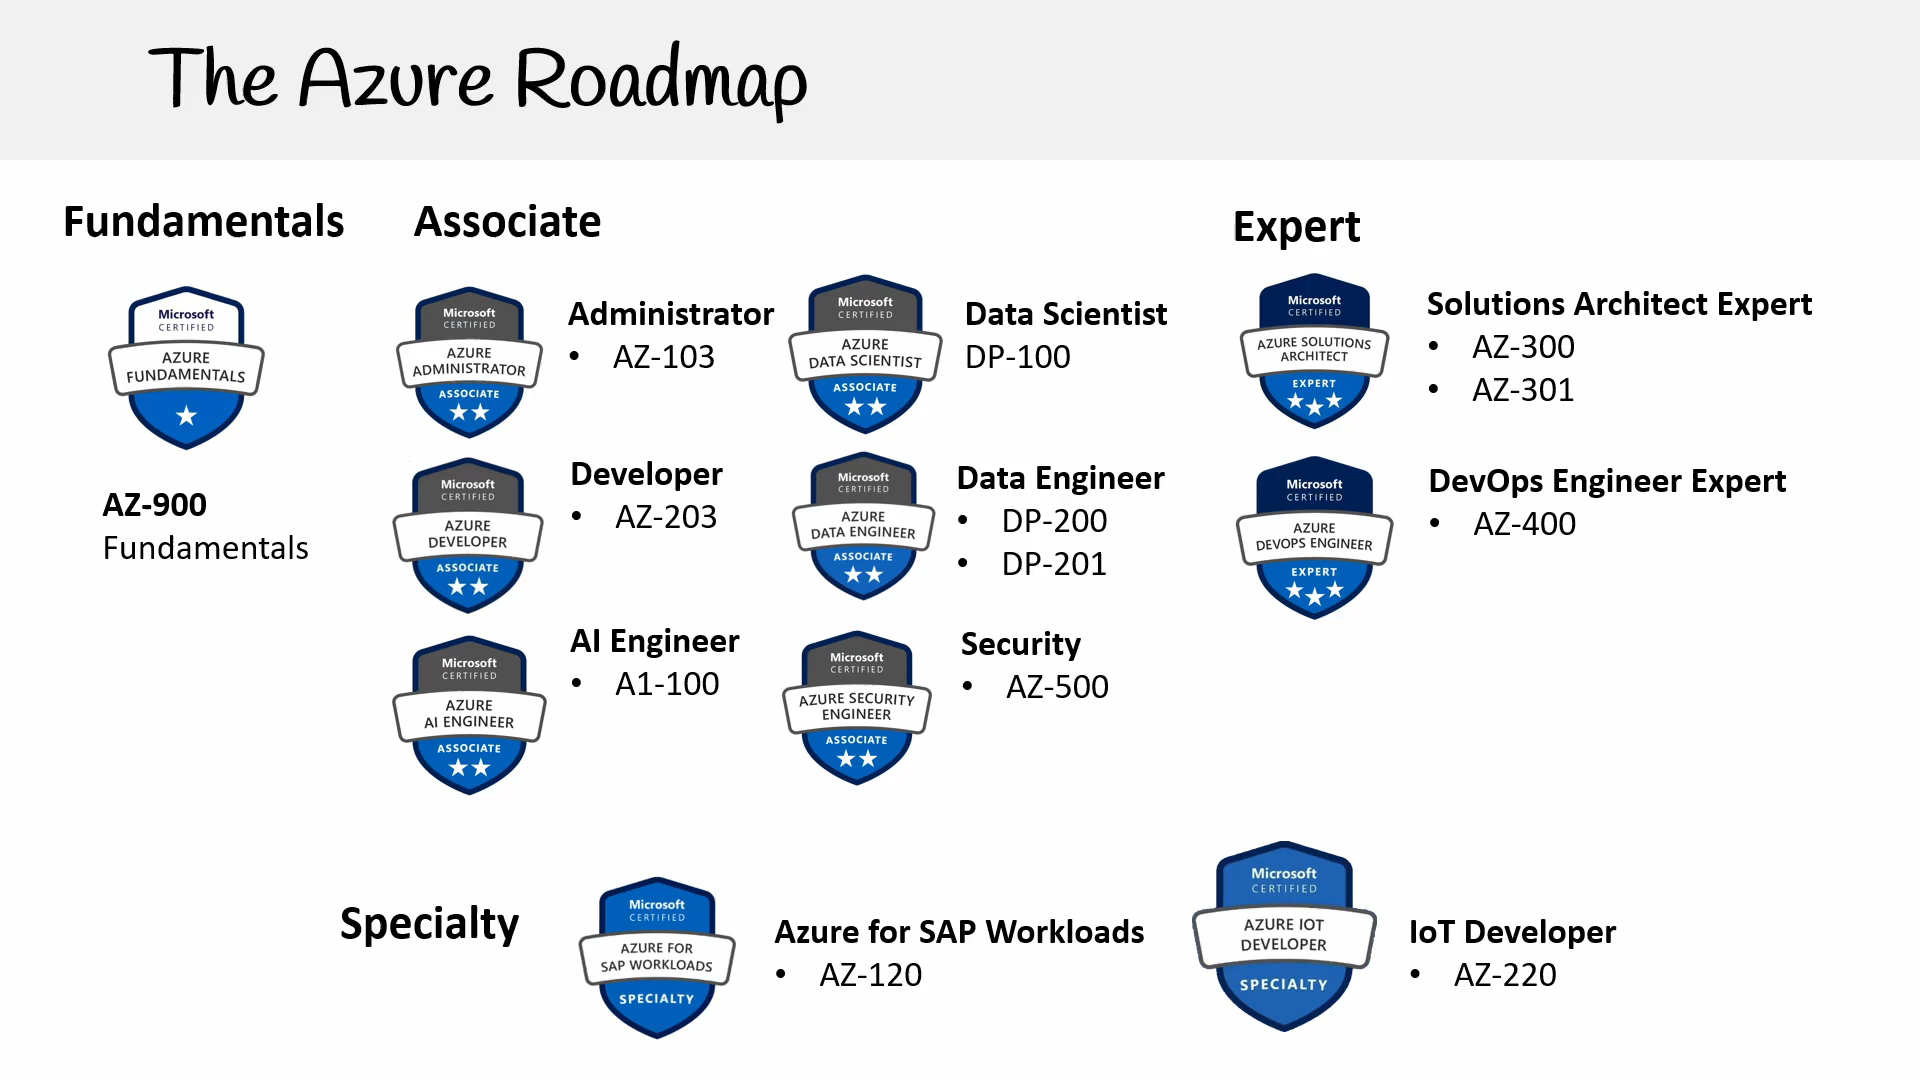 The Azure Roadmap
Fundamentals
Microsoft
CERTIFIED
AZURE
FUNDAMENTALS
AZ-900
Fundamentals
Associate
Microsoft
CERTIFIED
AZURE
ADMINISTRATOR
ASSOCIATE
Administrator
• AZ-103
Microsoft
CERTIFIED
AZURE
DEVELOPER
ASSOCIATE
Developer
• AZ-203
Microsoft
CERTIFIED
AZURE
AI ENGINEER
ASSOCIATE
AI Engineer
• A1-100
Microsoft
CERTIFIED
AZURE
DATA SCIENTIST
ASSOCIATE
Data Scientist
DP-100
Microsoft
CERTIFIED
AZURE
DATA ENGINEER
ASSOCIATE
Data Engineer
• DP-200
• DP-201
Microsoft
CERTIFIED
AZURE SECURITY
ENGINEER
ASSOCIATE
Security
• AZ-500
Expert
Microsoft
CERTIFIED
AZURE SOLUTIONS
ARCHITECT
EXPERT
Solutions Architect Expert
• AZ-300
• AZ-301
Microsoft
CERTIFIED
AZURE
DEVOPS ENGINEER
EXPERT
DevOps Engineer Expert
• AZ-400
Specialty
Microsoft
CERTIFIED
AZURE FOR
SAP WORKLOADS
SPECIALTY
Azure for SAP Workloads
• AZ-120
Microsoft
CERTIFIED
AZURE IOT
DEVELOPER
SPECIALTY
IoT Developer
• AZ-220